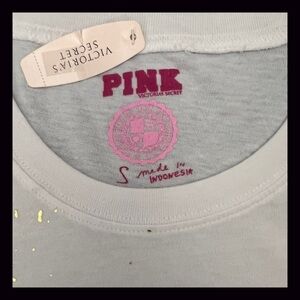 VICTORIA'S
SECRET
PINK
VICTORIA'S SECRET
S made in
INDONESIA